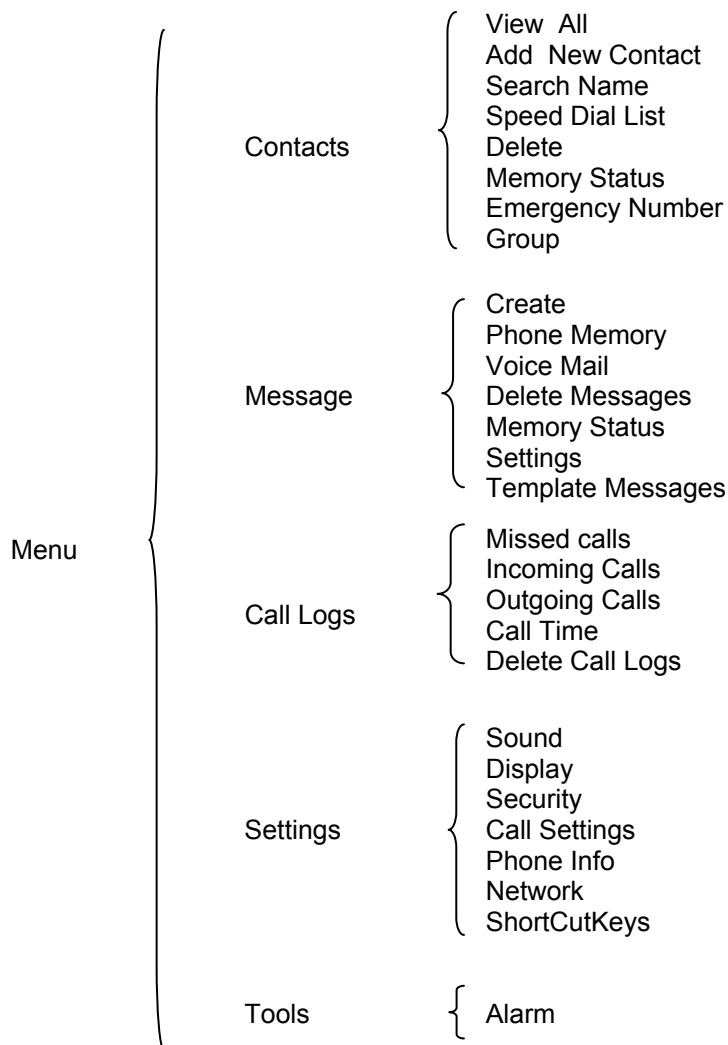 Menu
Contacts
View All
Add New Contact
Search Name
Speed Dial List
Delete
Memory Status
Emergency Number
Group
Message
Create
Phone Memory
Voice Mail
Delete Messages
Memory Status
Settings
Template Messages
Call Logs
Missed calls
Incoming Calls
Outgoing Calls
Call Time
Delete Call Logs
Settings
Sound
Display
Security
Call Settings
Phone Info
Network
ShortCutKeys
Tools
Alarm